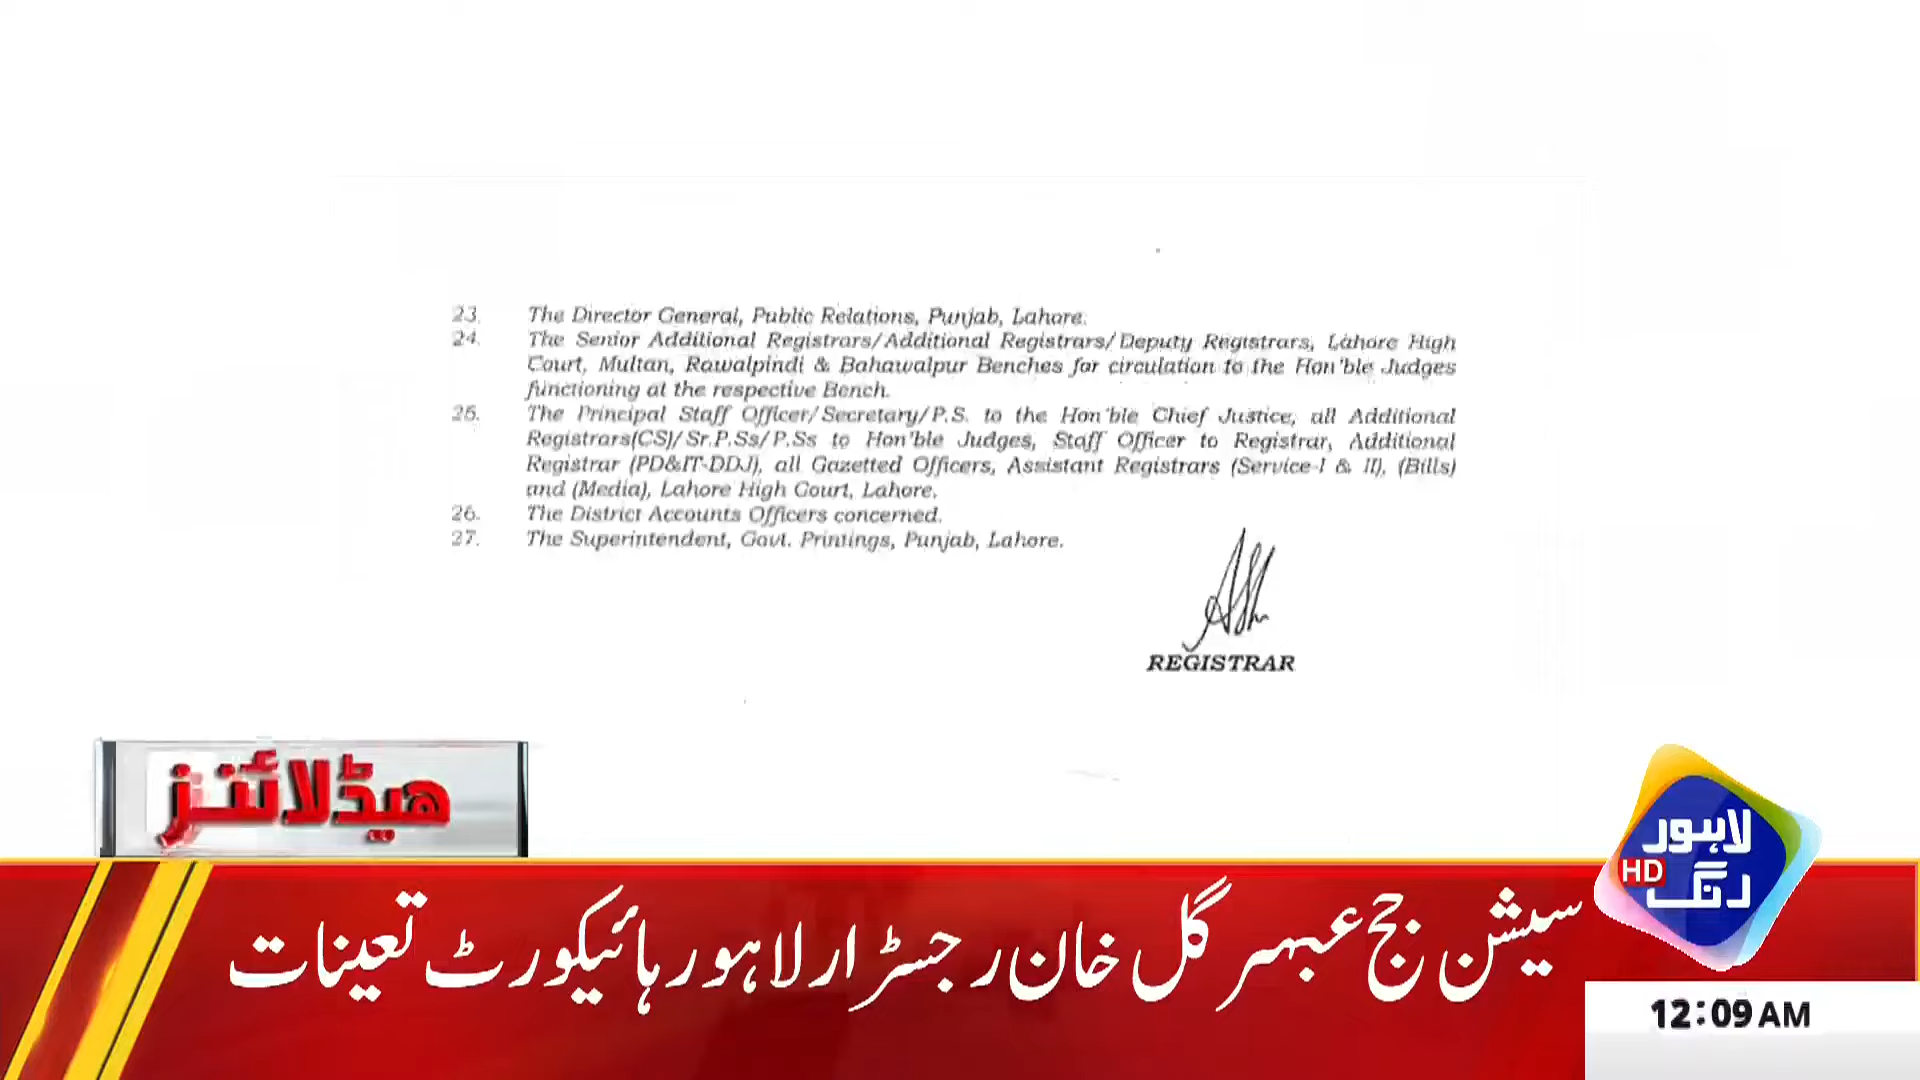 23. The Director General, Public Relations, Punjab, Lahore.
24. The Senior Additional Registrars/Additional Registrars/Deputy Registrars, Lahore High
Court, Multan, Rawalpindi & Bahawalpur Benches for circulation to the Hon'ble Judges
functioning at the respective Bench.
25. The Principal Staff Officer/Secretary/P.S. to the Hon'ble Chief Justice, all Additional
Registrars(CS)/Sr.P.Ss/P.Ss to Hon'ble Judges, Staff Officer to Registrar, Additional
Registrar (PD&IT-DDJ), all Gazetted Officers, Assistant Registrars (Service-I & II), (Bills)
and (Media), Lahore High Court, Lahore.
26. The District Accounts Officers concerned.
27. The Superintendent, Govt. Printings, Punjab, Lahore.
REGISTRAR
ہیڈلائنز
لاہور
رنگ
HD
سیشن جج عبہر گل خان رجسٹرار لاہور ہائیکورٹ تعینات
12:09 AM